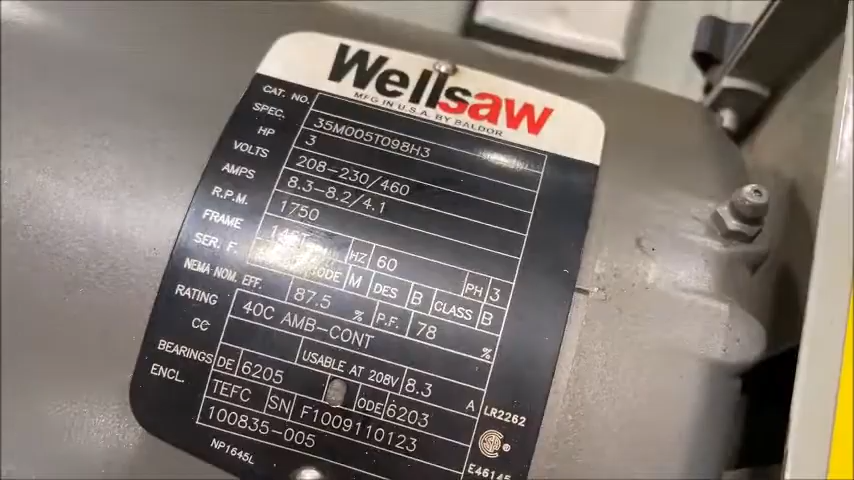 Wellsaw
MFG IN U.S.A. BY BALDOR
CAT. NO.
SPEC. 35M005T098H3
HP 3
VOLTS 208-230/460
AMPS 8.3-8.2/4.1
R.P.M. 1750
FRAME HZ 60 PH 3
SER. F. CODE M DES B CLASS B
NEMA-NOM. EFF. 87.5 % P.F. 78 %
RATING 40C AMB-CONT
CC USABLE AT 208V 8.3 A
BEARINGS DE 6205 ODE 6203
ENCL. TEFC SN F1009110123
100835-005
LR2262
NP1645L
E46145